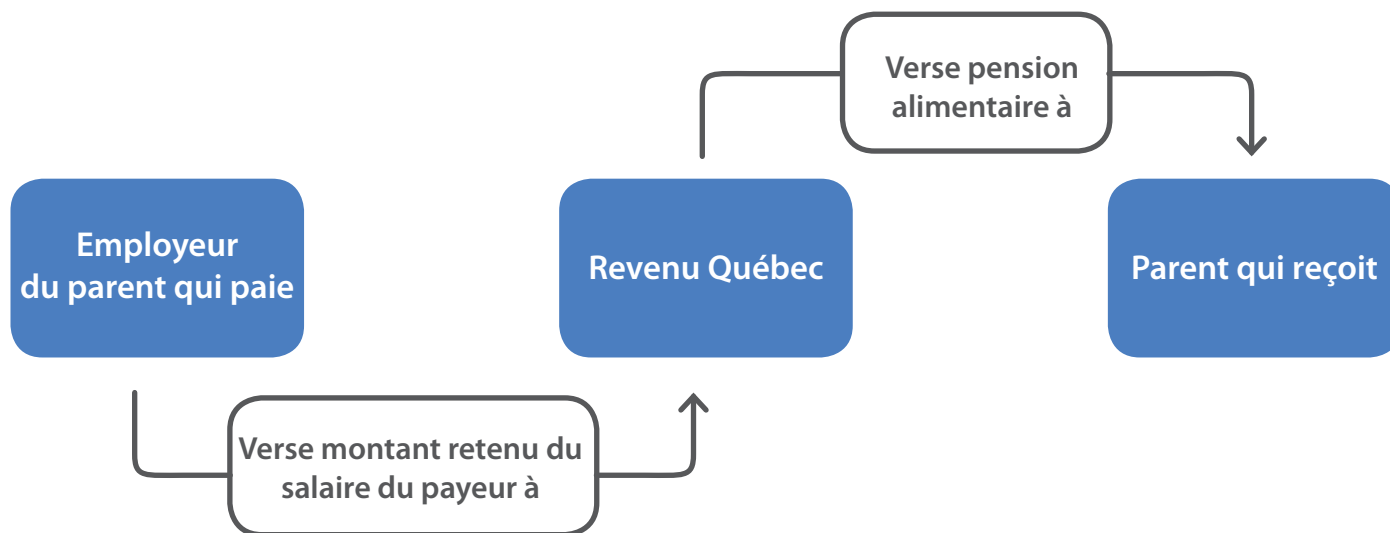 Verse pension
alimentaire à
Employeur
du parent qui paie
Revenu Québec
Parent qui reçoit
Verse montant retenu du
salaire du payeur à